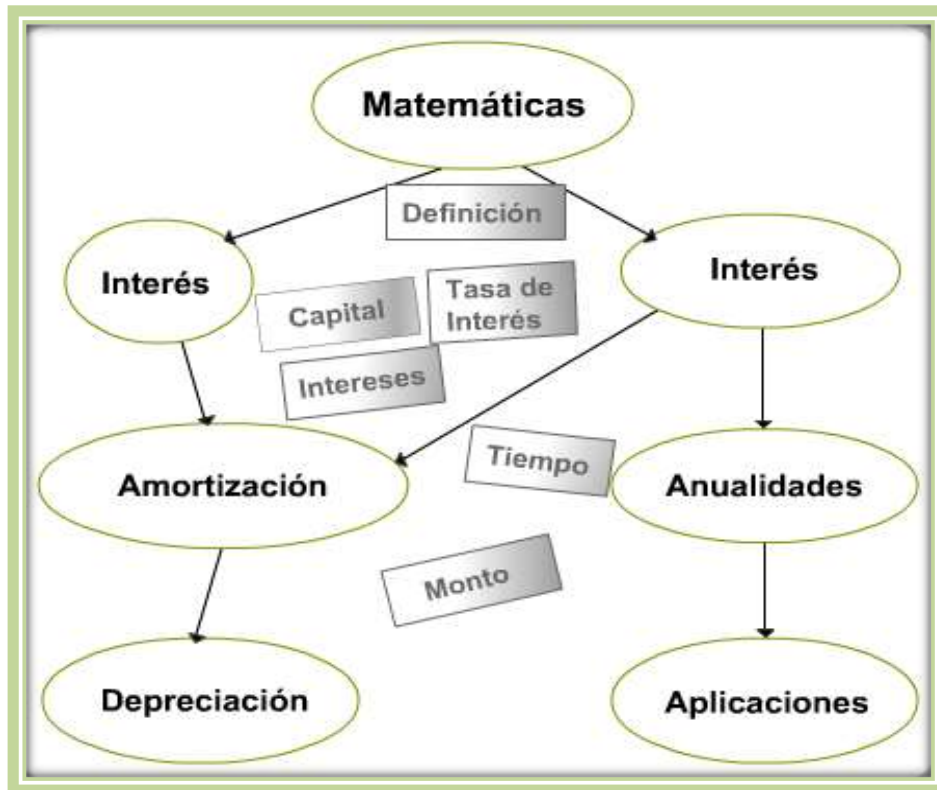 Matemáticas
Definición
Interés
Interés
Capital
Tasa de
Interés
Intereses
Tiempo
Amortización
Anualidades
Monto
Depreciación
Aplicaciones